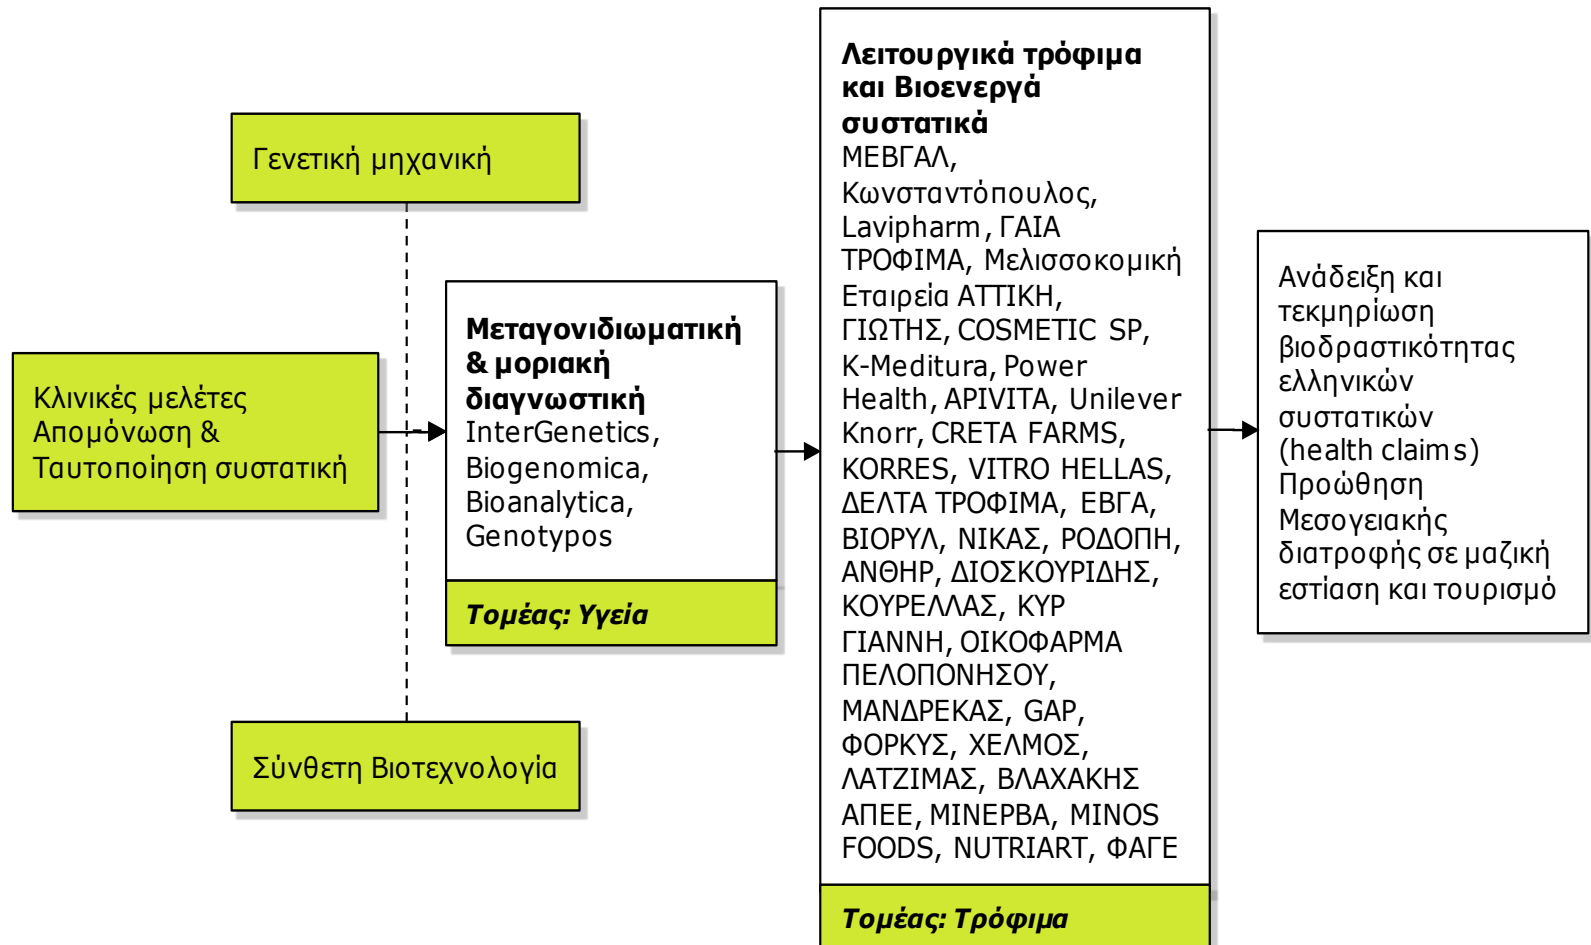 Γενετική μηχανική
Κλινικές μελέτες
Απομόνωση &
Ταυτοποίηση συστατική
Σύνθετη Βιοτεχνολογία
Μεταγονιδιωματική
& μοριακή
διαγνωστική
InterGenetics,
Biogenomica,
Bioanalytica,
Genotypos
Τομέας: Υγεία
Λειτουργικά τρόφιμα
και Βιοενεργά
συστατικά
ΜΕΒΓΑΛ,
Κωνσταντόπουλος,
Lavipharm, ΓΑΙΑ
ΤΡΟΦΙΜΑ, Μελισσοκομική
Εταιρεία ΑΤΤΙΚΗ,
ΓΙΩΤΗΣ, COSMETIC SP,
K-Meditura, Power
Health, APIVITA, Unilever
Knorr, CRETA FARMS,
KORRES, VITRO HELLAS,
ΔΕΛΤΑ ΤΡΟΦΙΜΑ, ΕΒΓΑ,
ΒΙΟΡΥΛ, ΝΙΚΑΣ, ΡΟΔΟΠΗ,
ΑΝΘΗΡ, ΔΙΟΣΚΟΥΡΙΔΗΣ,
ΚΟΥΡΕΛΛΑΣ, ΚΥΡ
ΓΙΑΝΝΗ, ΟΙΚΟΦΑΡΜΑ
ΠΕΛΟΠΟΝΗΣΟΥ,
ΜΑΝΔΡΕΚΑΣ, GAP,
ΦΟΡΚΥΣ, ΧΕΛΜΟΣ,
ΛΑΤΖΙΜΑΣ, ΒΛΑΧΑΚΗΣ
ΑΠΕΕ, ΜΙΝΕΡΒΑ, MINOS
FOODS, NUTRIART, ΦΑΓΕ
Τομέας: Τρόφιμα
Ανάδειξη και
τεκμηρίωση
βιοδραστικότητας
ελληνικών
συστατικών
(health claims)
Προώθηση
Μεσογειακής
διατροφής σε μαζική
εστίαση και τουρισμό